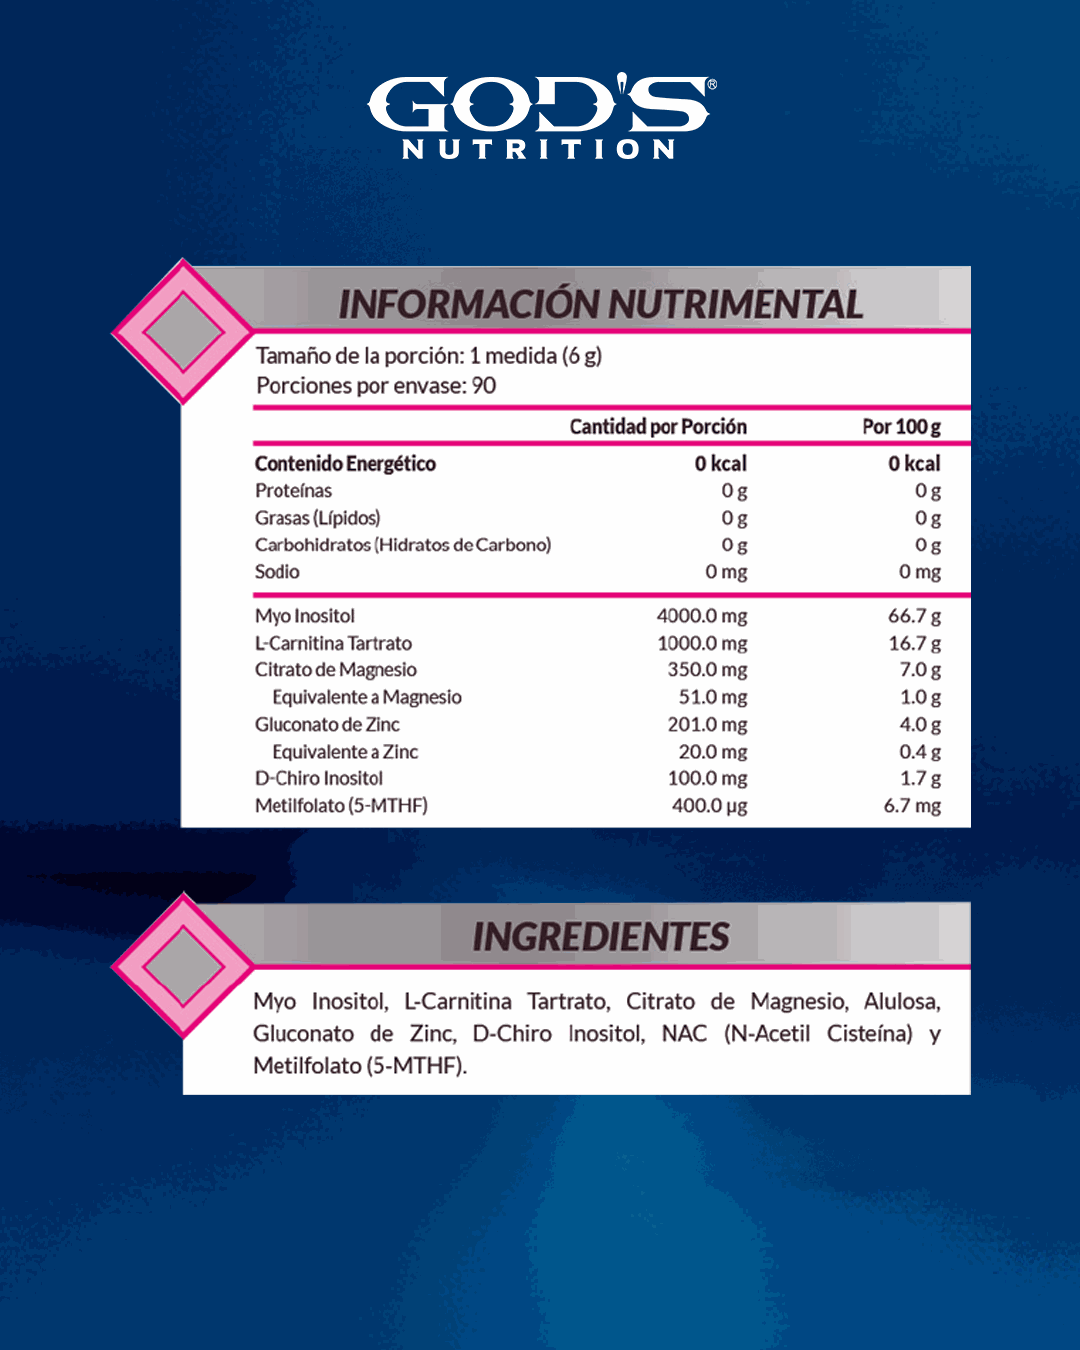 GOD'S®
NUTRITION
INFORMACIÓN NUTRIMENTAL
Tamaño de la porción: 1 medida (6 g)
Porciones por envase: 90
Cantidad por Porción Por 100 g
Contenido Energético 0 kcal 0 kcal
Proteínas 0 g 0 g
Grasas (Lípidos) 0 g 0 g
Carbohidratos (Hidratos de Carbono) 0 g 0 g
Sodio 0 mg 0 mg
Myo Inositol 4000.0 mg 66.7 g
L-Carnitina Tartrato 1000.0 mg 16.7 g
Citrato de Magnesio 350.0 mg 7.0 g
Equivalente a Magnesio 51.0 mg 1.0 g
Gluconato de Zinc 201.0 mg 4.0 g
Equivalente a Zinc 20.0 mg 0.4 g
D-Chiro Inositol 100.0 mg 1.7 g
Metilfolato (5-MTHF) 400.0 µg 6.7 mg
INGREDIENTES
Myo Inositol, L-Carnitina Tartrato, Citrato de Magnesio, Alulosa,
Gluconato de Zinc, D-Chiro Inositol, NAC (N-Acetil Cisteína) y
Metilfolato (5-MTHF).